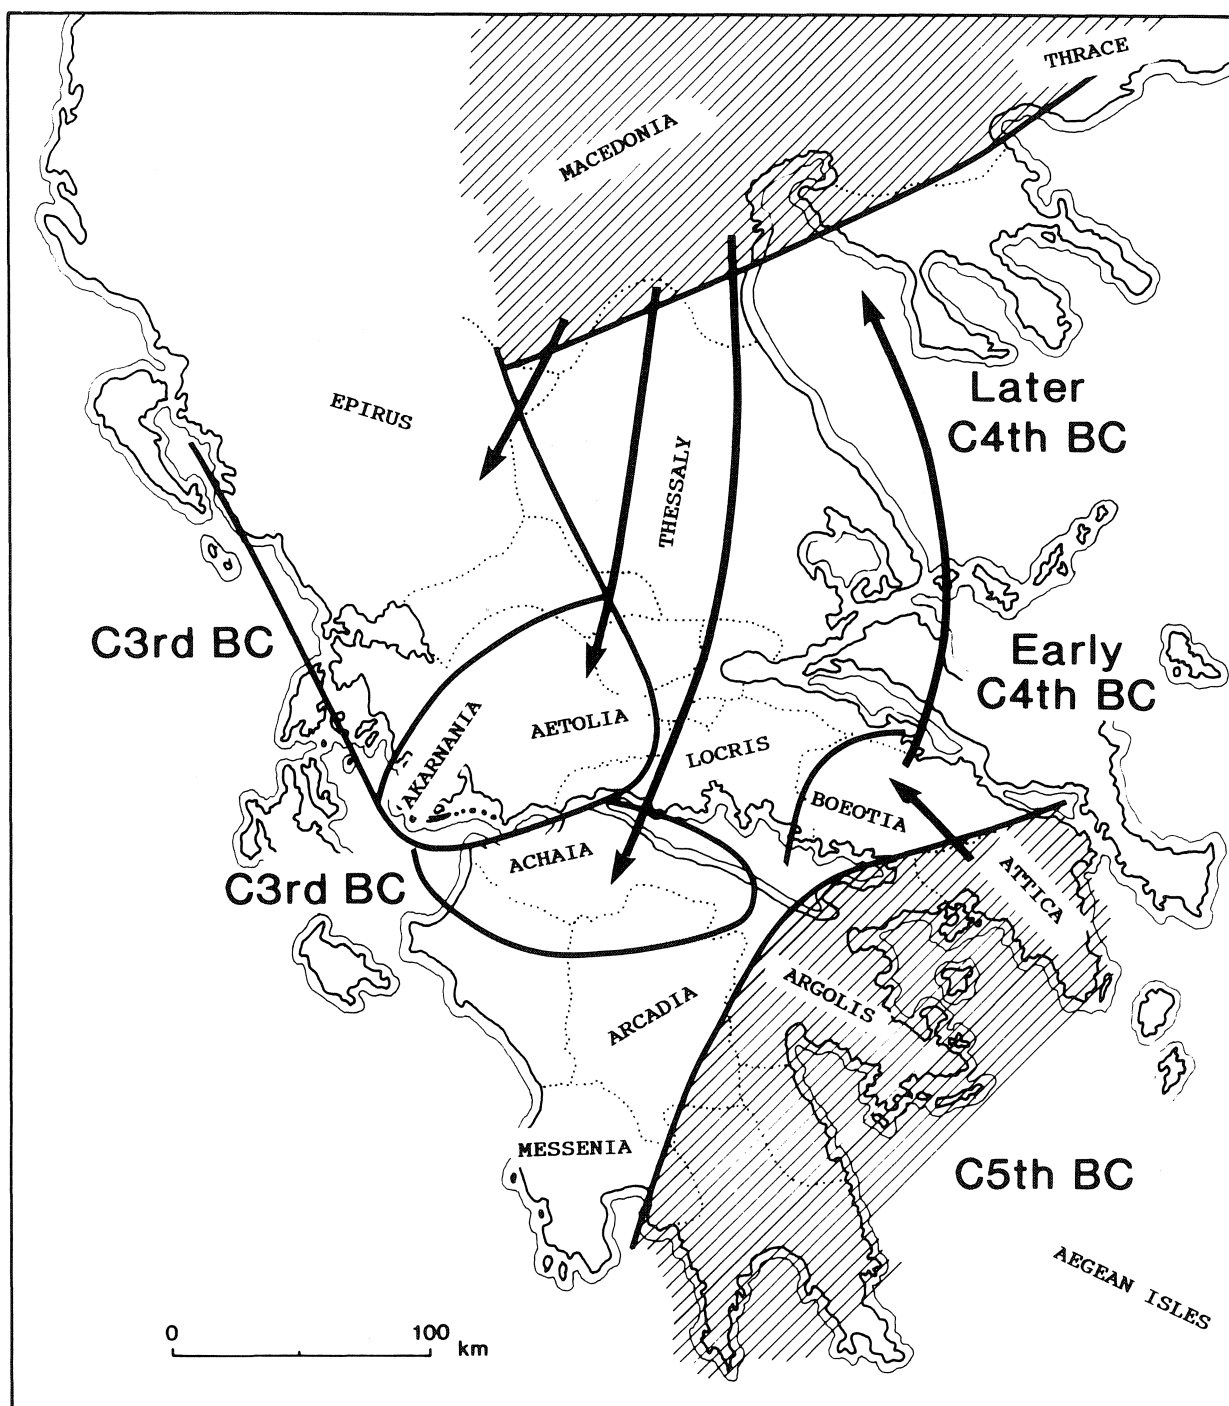 THRACE
MACEDONIA
EPIRUS
Later
C4th BC
THESSALY
C3rd BC
Early
C4th BC
AETOLIA
AKARNANIA
LOCRIS
BOEOTIA
ACHAIA
C3rd BC
ATTICA
ARGOLIS
ARCADIA
MESSENIA
C5th BC
AEGEAN ISLES
0
100
km